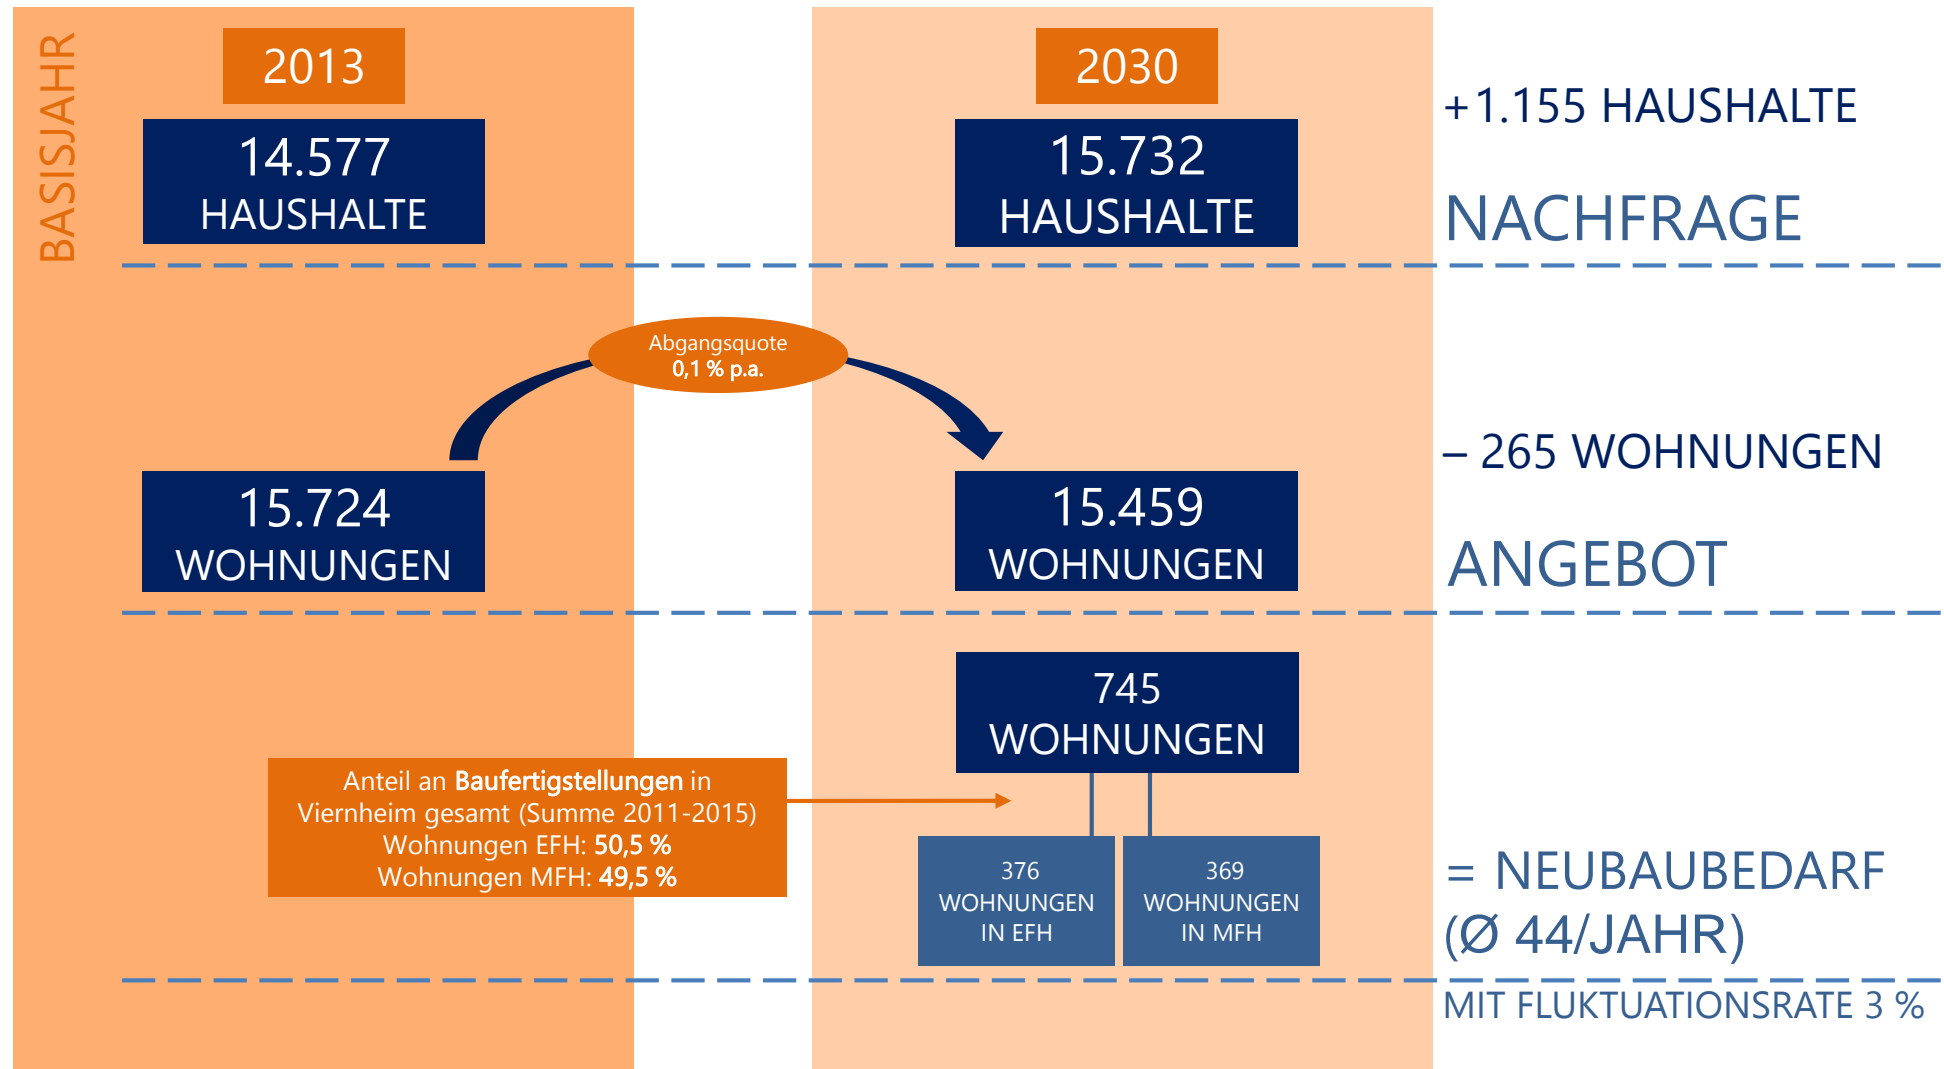 BASISJAHR
2013
14.577
HAUSHALTE
2030
15.732
HAUSHALTE
+1.155 HAUSHALTE
NACHFRAGE
Abgangsquote
0,1 % p.a.
15.724
WOHNUNGEN
15.459
WOHNUNGEN
– 265 WOHNUNGEN
ANGEBOT
745
WOHNUNGEN
Anteil an Baufertigstellungen in
Viernheim gesamt (Summe 2011-2015)
Wohnungen EFH: 50,5 %
Wohnungen MFH: 49,5 %
376
WOHNUNGEN
IN EFH
369
WOHNUNGEN
IN MFH
= NEUBAUBEDARF
(Ø 44/JAHR)
MIT FLUKTUATIONSRATE 3 %